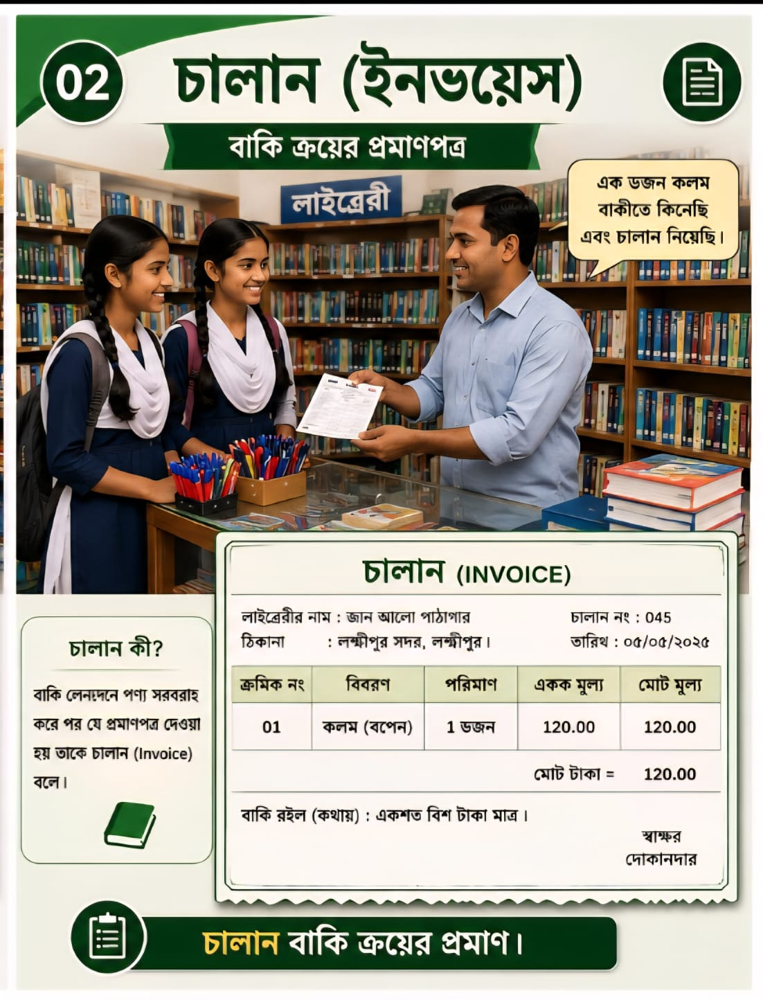 02
চালান (ইনভয়েস)
বাকি ক্রয়ের প্রমাণপত্র
লাইব্রেরী
এক ডজন কলম
বাকীতে কিনেছি
এবং চালান নিয়েছি।
চালান (INVOICE)
লাইব্রেরীর নাম : জান আলো পাঠাগার
চালান নং : 045
ঠিকানা : লক্ষ্মীপুর সদর, লক্ষ্মীপুর।
তারিখ : ০৫/০৫/২০২৫
ক্রমিক নং বিবরণ পরিমাণ একক মুল্য মোট মুল্য
01 কলম (বপেন) 1 ডজন 120.00 120.00
মোট টাকা = 120.00
বাকি রইল (কথায়) : একশত বিশ টাকা মাত্র।
স্বাক্ষর
দোকানদার
চালান কী?
বাকি লেনদেনে পণ্য সরবরাহ
করে পর যে প্রমাণপত্র দেওয়া
হয় তাকে চালান (Invoice)
বলে।
চালান বাকি ক্রয়ের প্রমাণ।